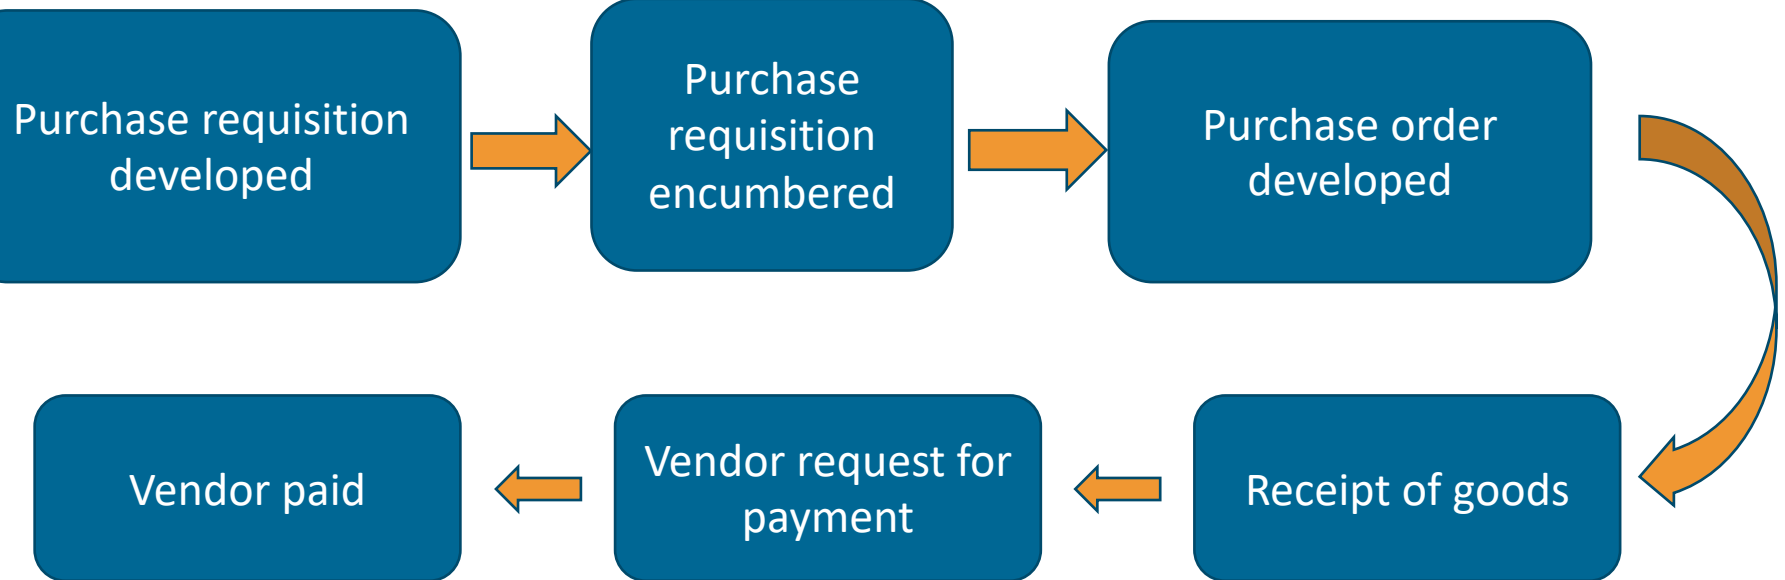 Purchase requisition
developed
Purchase
requisition
encumbered
Purchase order
developed
Receipt of goods
Vendor request for
payment
Vendor paid